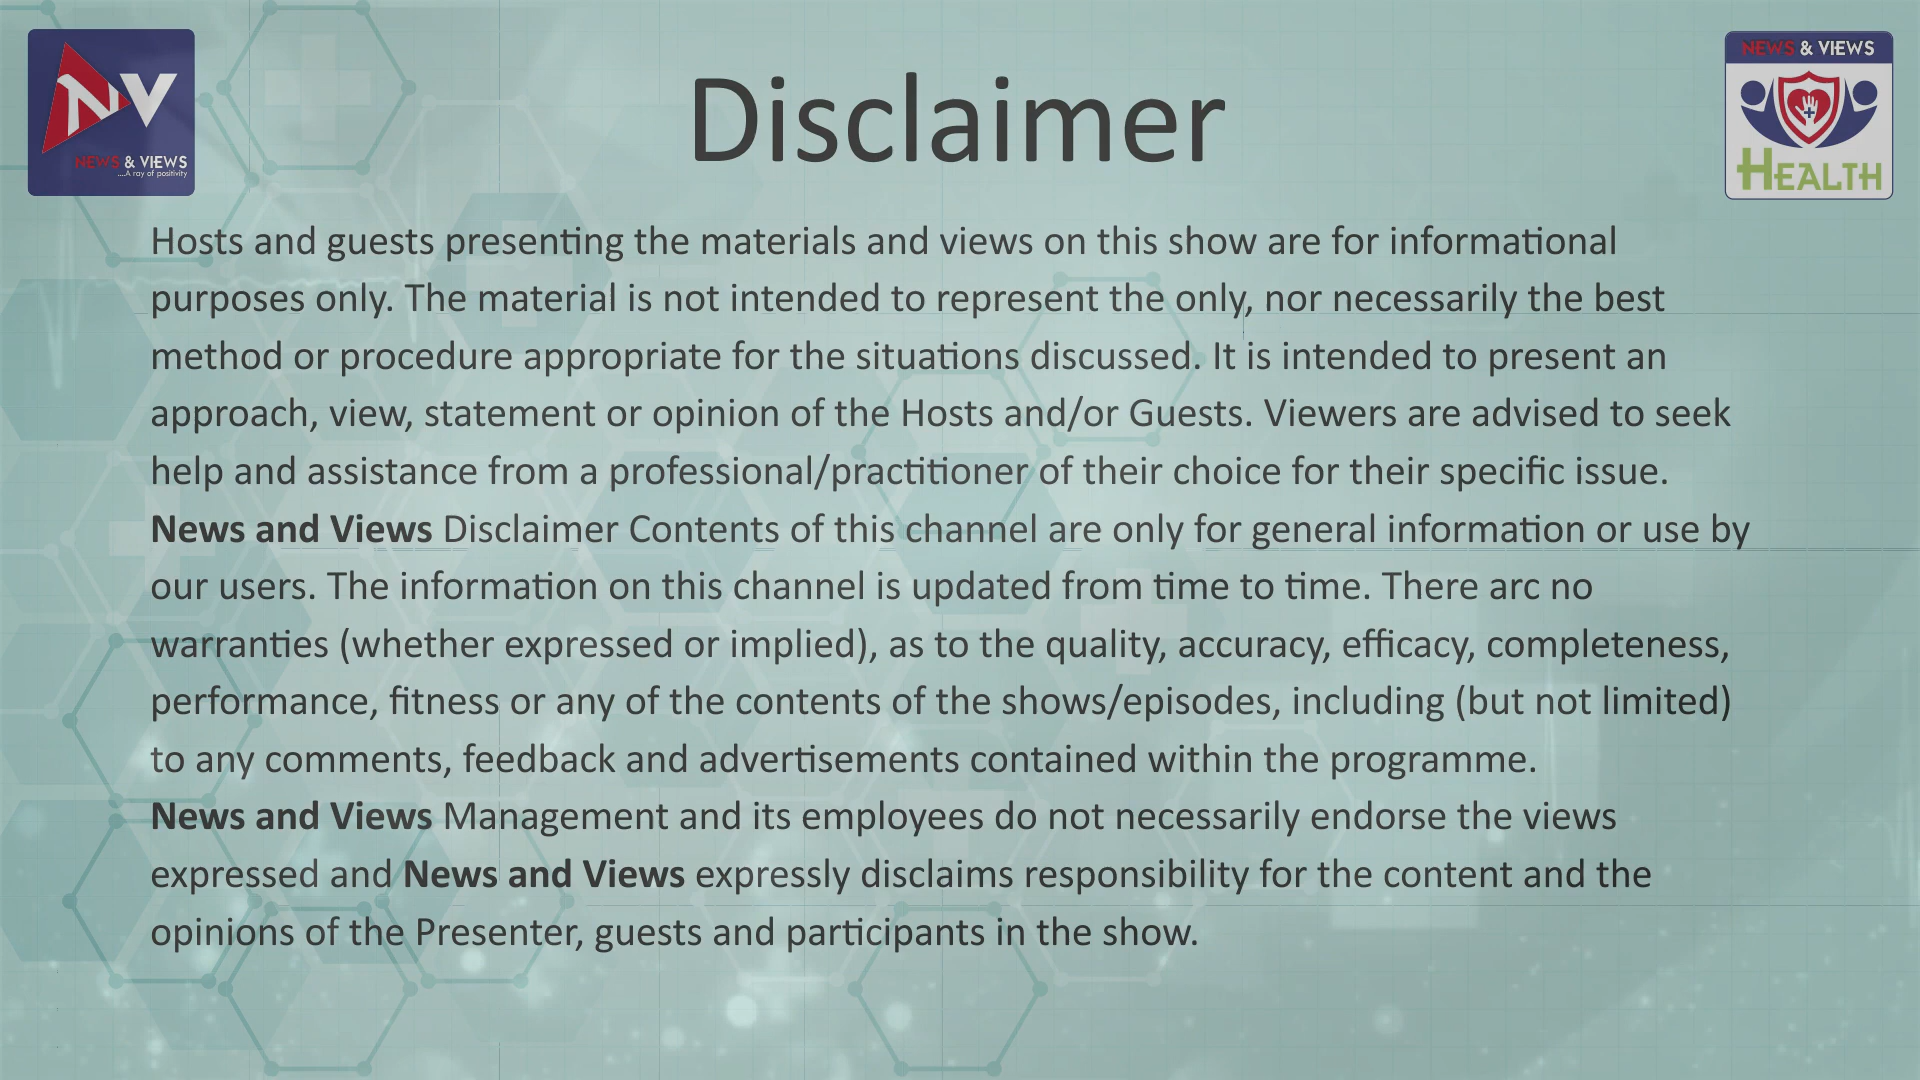 NV
NEWS & VIEWS
....A ray of positivity
NEWS & VIEWS
HEALTH
Disclaimer
Hosts and guests presenting the materials and views on this show are for informational
purposes only. The material is not intended to represent the only, nor necessarily the best
method or procedure appropriate for the situations discussed. It is intended to present an
approach, view, statement or opinion of the Hosts and/or Guests. Viewers are advised to seek
help and assistance from a professional/practitioner of their choice for their specific issue.
News and Views Disclaimer Contents of this channel are only for general information or use by
our users. The information on this channel is updated from time to time. There arc no
warranties (whether expressed or implied), as to the quality, accuracy, efficacy, completeness,
performance, fitness or any of the contents of the shows/episodes, including (but not limited)
to any comments, feedback and advertisements contained within the programme.
News and Views Management and its employees do not necessarily endorse the views
expressed and News and Views expressly disclaims responsibility for the content and the
opinions of the Presenter, guests and participants in the show.